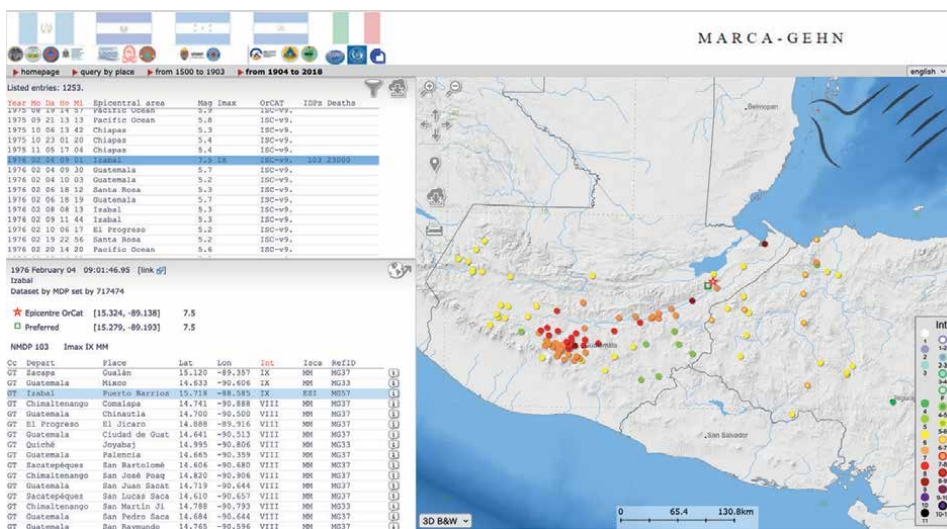 MARCA-GEHN
homepage query by place from 1500 to 1903 from 1904 to 2018
english
Listed entries: 1253.
Year Mo Da Ho Mi Epicentral area Mag Imax OrCAT IDPs Deaths
1975 08 19 14 57 Pacific Ocean 5.9 ISC-v9.
1975 09 21 13 13 Pacific Ocean 5.8 ISC-v9.
1975 10 06 13 42 Chiapas 5.3 ISC-v9.
1975 10 23 01 20 Chiapas 5.4 ISC-v9.
1975 11 05 17 04 Chiapas 5.4 ISC-v9.
1976 02 04 09 01 Izabal 7.5 IX ISC-v9. 103 23000
1976 02 04 09 30 Guatemala 5.7 ISC-v9.
1976 02 04 10 03 Guatemala 5.2 ISC-v9.
1976 02 06 18 12 Santa Rosa 5.3 ISC-v9.
1976 02 06 18 19 Guatemala 5.7 ISC-v9.
1976 02 08 08 13 Izabal 5.3 ISC-v9.
1976 02 09 11 44 Izabal 5.3 ISC-v9.
1976 02 10 06 17 El Progreso 5.2 ISC-v9.
1976 02 19 22 56 Santa Rosa 5.2 ISC-v9.
1976 02 20 14 20 Pacific Ocean 5.6 ISC-v9.
1976 February 04 09:01:46.95 [link]
Izabal
Dataset by MDP set by 717474
Epicentre OrCat [15.324, -89.138] 7.5
Preferred [15.279, -89.193] 7.5
NMDP 103 Imax IX MM
Cc Depart Place Lat Lon Int Isca RefID
GT Zacapa Gualán 15.120 -89.357 IX MM MG37
GT Guatemala Mixco 14.633 -90.606 IX MM MG33
GT Izabal Puerto Barrios 15.718 -88.585 IX ESI MG57
GT Chimaltenango Comalapa 14.741 -90.888 VIII MM MG37
GT Guatemala Chinautla 14.700 -90.500 VIII MM MG37
GT El Progreso El Jícaro 14.888 -89.916 VIII MM MG37
GT Guatemala Ciudad de Guat 14.641 -90.513 VIII MM MG37
GT Quiché Joyabaj 14.995 -90.806 VIII MM MG33
GT Guatemala Palencia 14.665 -90.359 VIII MM MG37
GT Sacatepéques San Bartolomé 14.606 -90.680 VIII MM MG37
GT Chimaltenango San José Poaq 14.820 -90.906 VIII MM MG37
GT Guatemala San Juan Sacat 14.719 -90.644 VIII MM MG37
GT Sacatepéques San Lucas Saca 14.610 -90.657 VIII MM MG37
GT Chimaltenango San Martín Ji 14.788 -90.793 VIII MM MG33
GT Guatemala San Pedro Saca 14.684 -90.644 VIII MM MG37
GT Guatemala San Raymundo 14.765 -90.596 VIII MM MG37
Belmopan
Guatemala
San Salvador
3D B&W
0 65.4 130.8km
Int